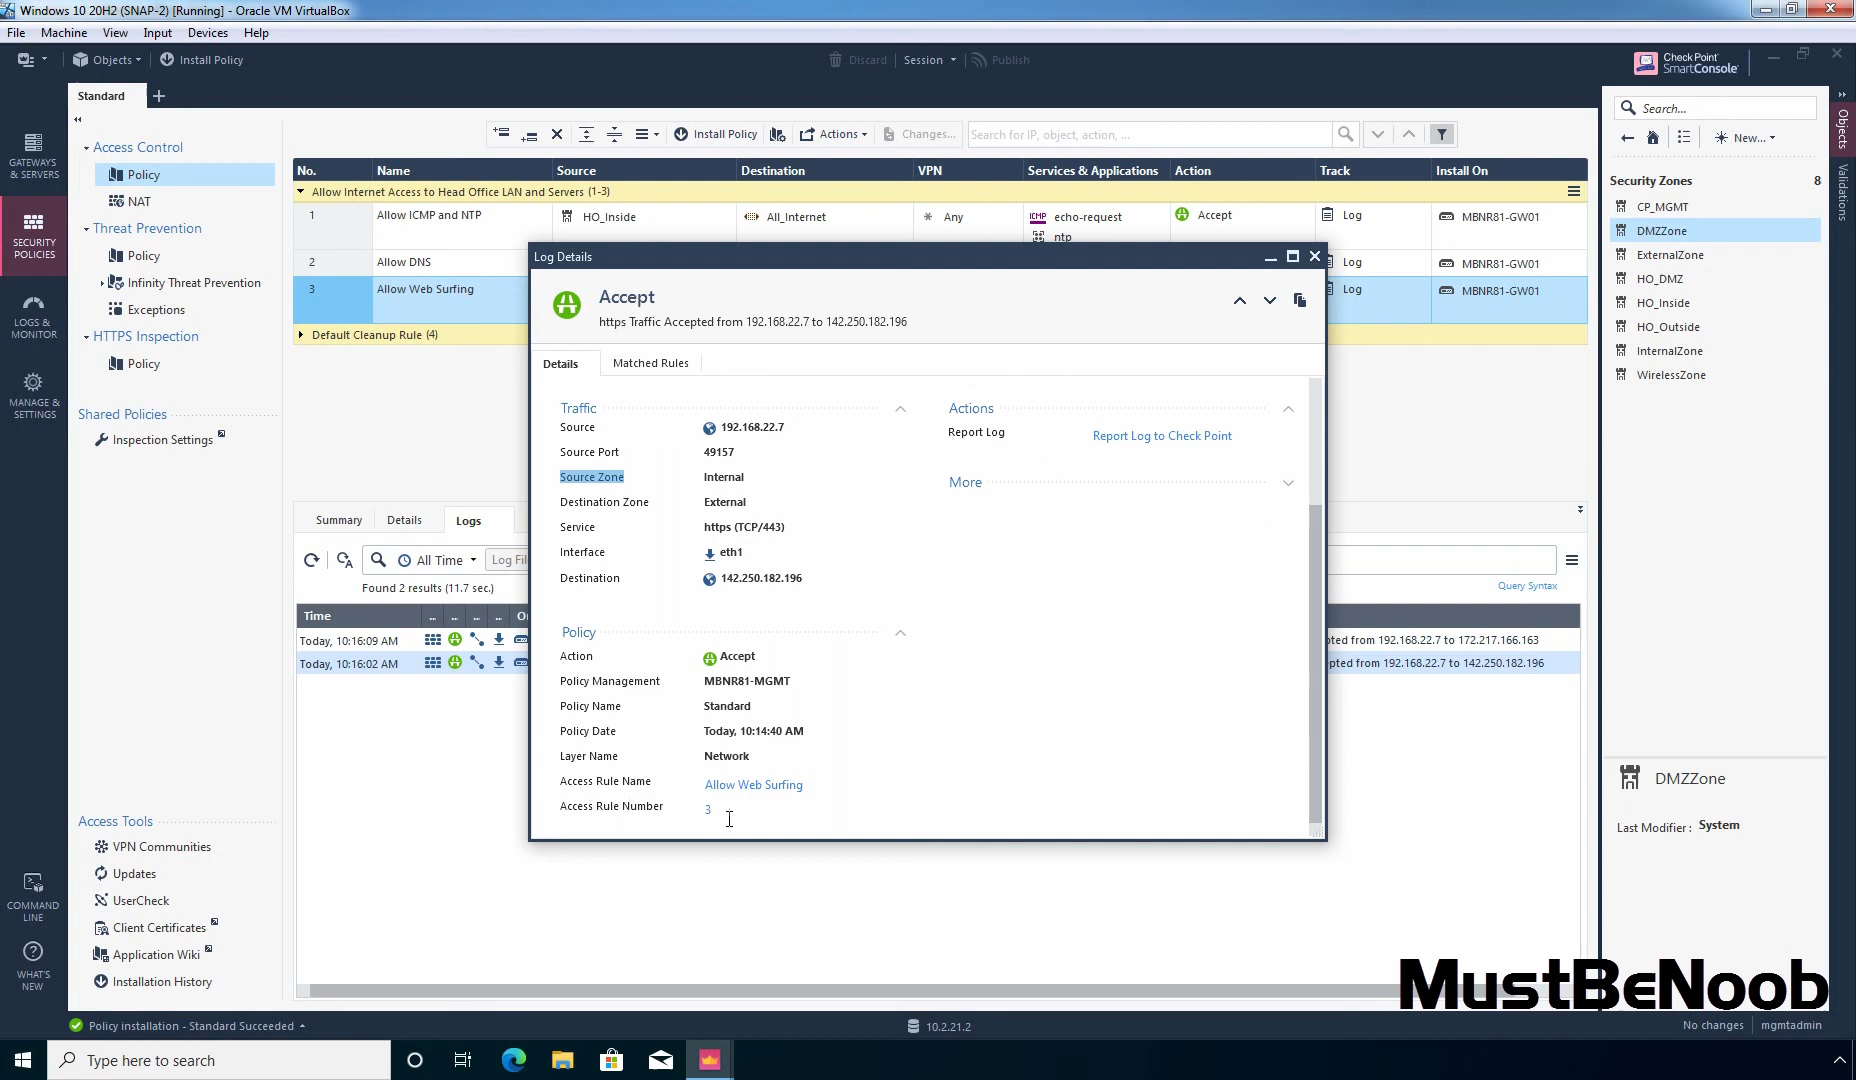 Windows 10 20H2 (SNAP-2) [Running] - Oracle VM VirtualBox
File Machine View Input Devices Help
Objects Install Policy Discard Session Publish Check Point SmartConsole
Standard
GATEWAYS & SERVERS
SECURITY POLICIES
LOGS & MONITOR
MANAGE & SETTINGS
COMMAND LINE
WHAT'S NEW
Access Control
Policy
NAT
Threat Prevention
Policy
Infinity Threat Prevention
Exceptions
HTTPS Inspection
Policy
Shared Policies
Inspection Settings
Access Tools
VPN Communities
Updates
UserCheck
Client Certificates
Application Wiki
Installation History
Install Policy Actions Changes... Search for IP, object, action, ...
No. Name Source Destination VPN Services & Applications Action Track Install On
Allow Internet Access to Head Office LAN and Servers (1-3)
1 Allow ICMP and NTP HO_Inside All_Internet Any ICMP echo-request Accept Log MBNR81-GW01
ntp
2 Allow DNS Log MBNR81-GW01
3 Allow Web Surfing Log MBNR81-GW01
Default Cleanup Rule (4)
Log Details
Accept
https Traffic Accepted from 192.168.22.7 to 142.250.182.196
Details Matched Rules
Traffic
Source 192.168.22.7
Source Port 49157
Source Zone Internal
Destination Zone External
Service https (TCP/443)
Interface eth1
Destination 142.250.182.196
Policy
Action Accept
Policy Management MBNR81-MGMT
Policy Name Standard
Policy Date Today, 10:14:40 AM
Layer Name Network
Access Rule Name Allow Web Surfing
Access Rule Number 3
Actions
Report Log Report Log to Check Point
More
Summary Details Logs
All Time Log Fil
Found 2 results (11.7 sec.) Query Syntax
Time ... ... ... ... O
Today, 10:16:09 AM pted from 192.168.22.7 to 172.217.166.163
Today, 10:16:02 AM pted from 192.168.22.7 to 142.250.182.196
Search...
New...
Security Zones 8
CP_MGMT
DMZZone
ExternalZone
HO_DMZ
HO_Inside
HO_Outside
InternalZone
WirelessZone
DMZZone
Last Modifier : System
Objects
Validations
MustBeNoob
Policy installation - Standard Succeeded 10.2.21.2 No changes mgmtadmin
Type here to search